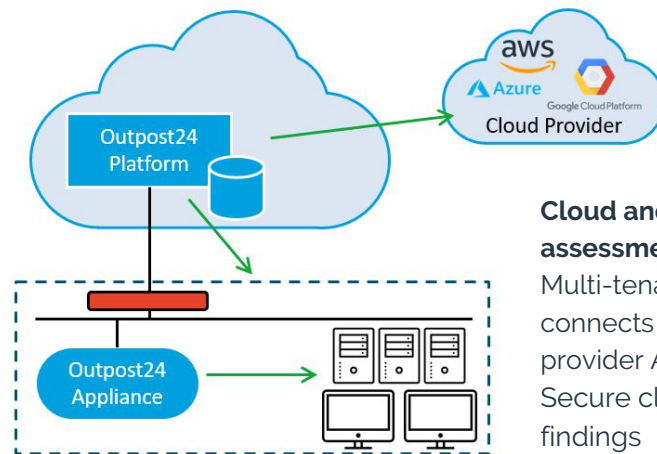 aws
Azure
Google Cloud Platform
Cloud Provider
Outpost24
Platform
Outpost24
Appliance
Cloud and
Multi-tena
connects
provider A
Secure cl
findings